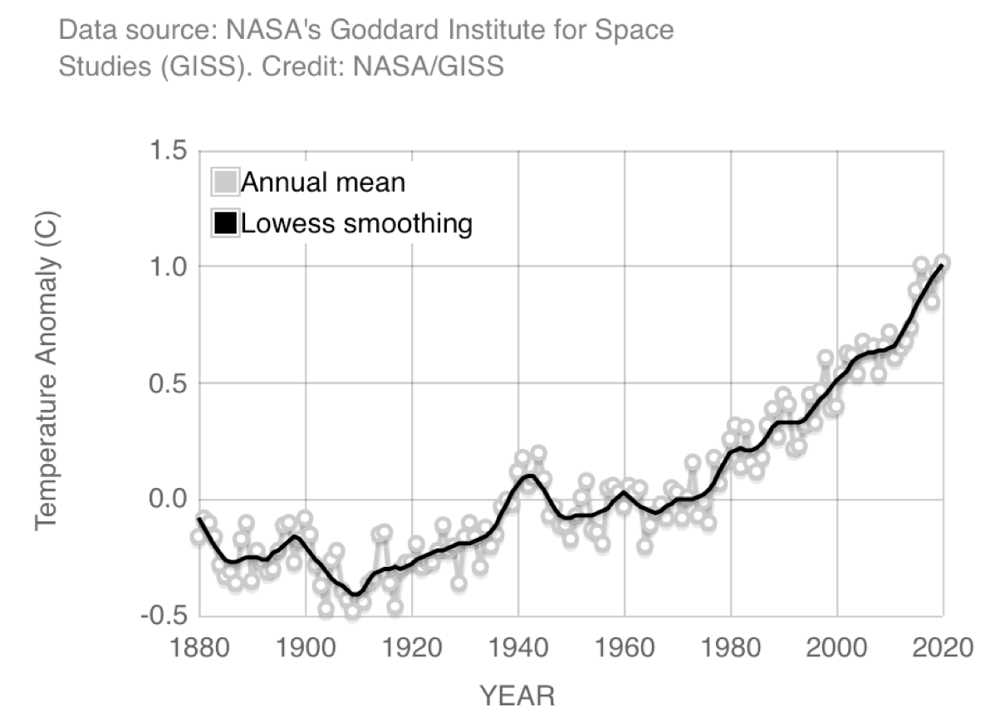 Data source: NASA's Goddard Institute for Space
Studies (GISS). Credit: NASA/GISS
1.5
Annual mean
Lowess smoothing
Temperature Anomaly (C)
1.0
0.5
0.0
-0.5
1880 1900 1920 1940 1960 1980 2000 2020
YEAR